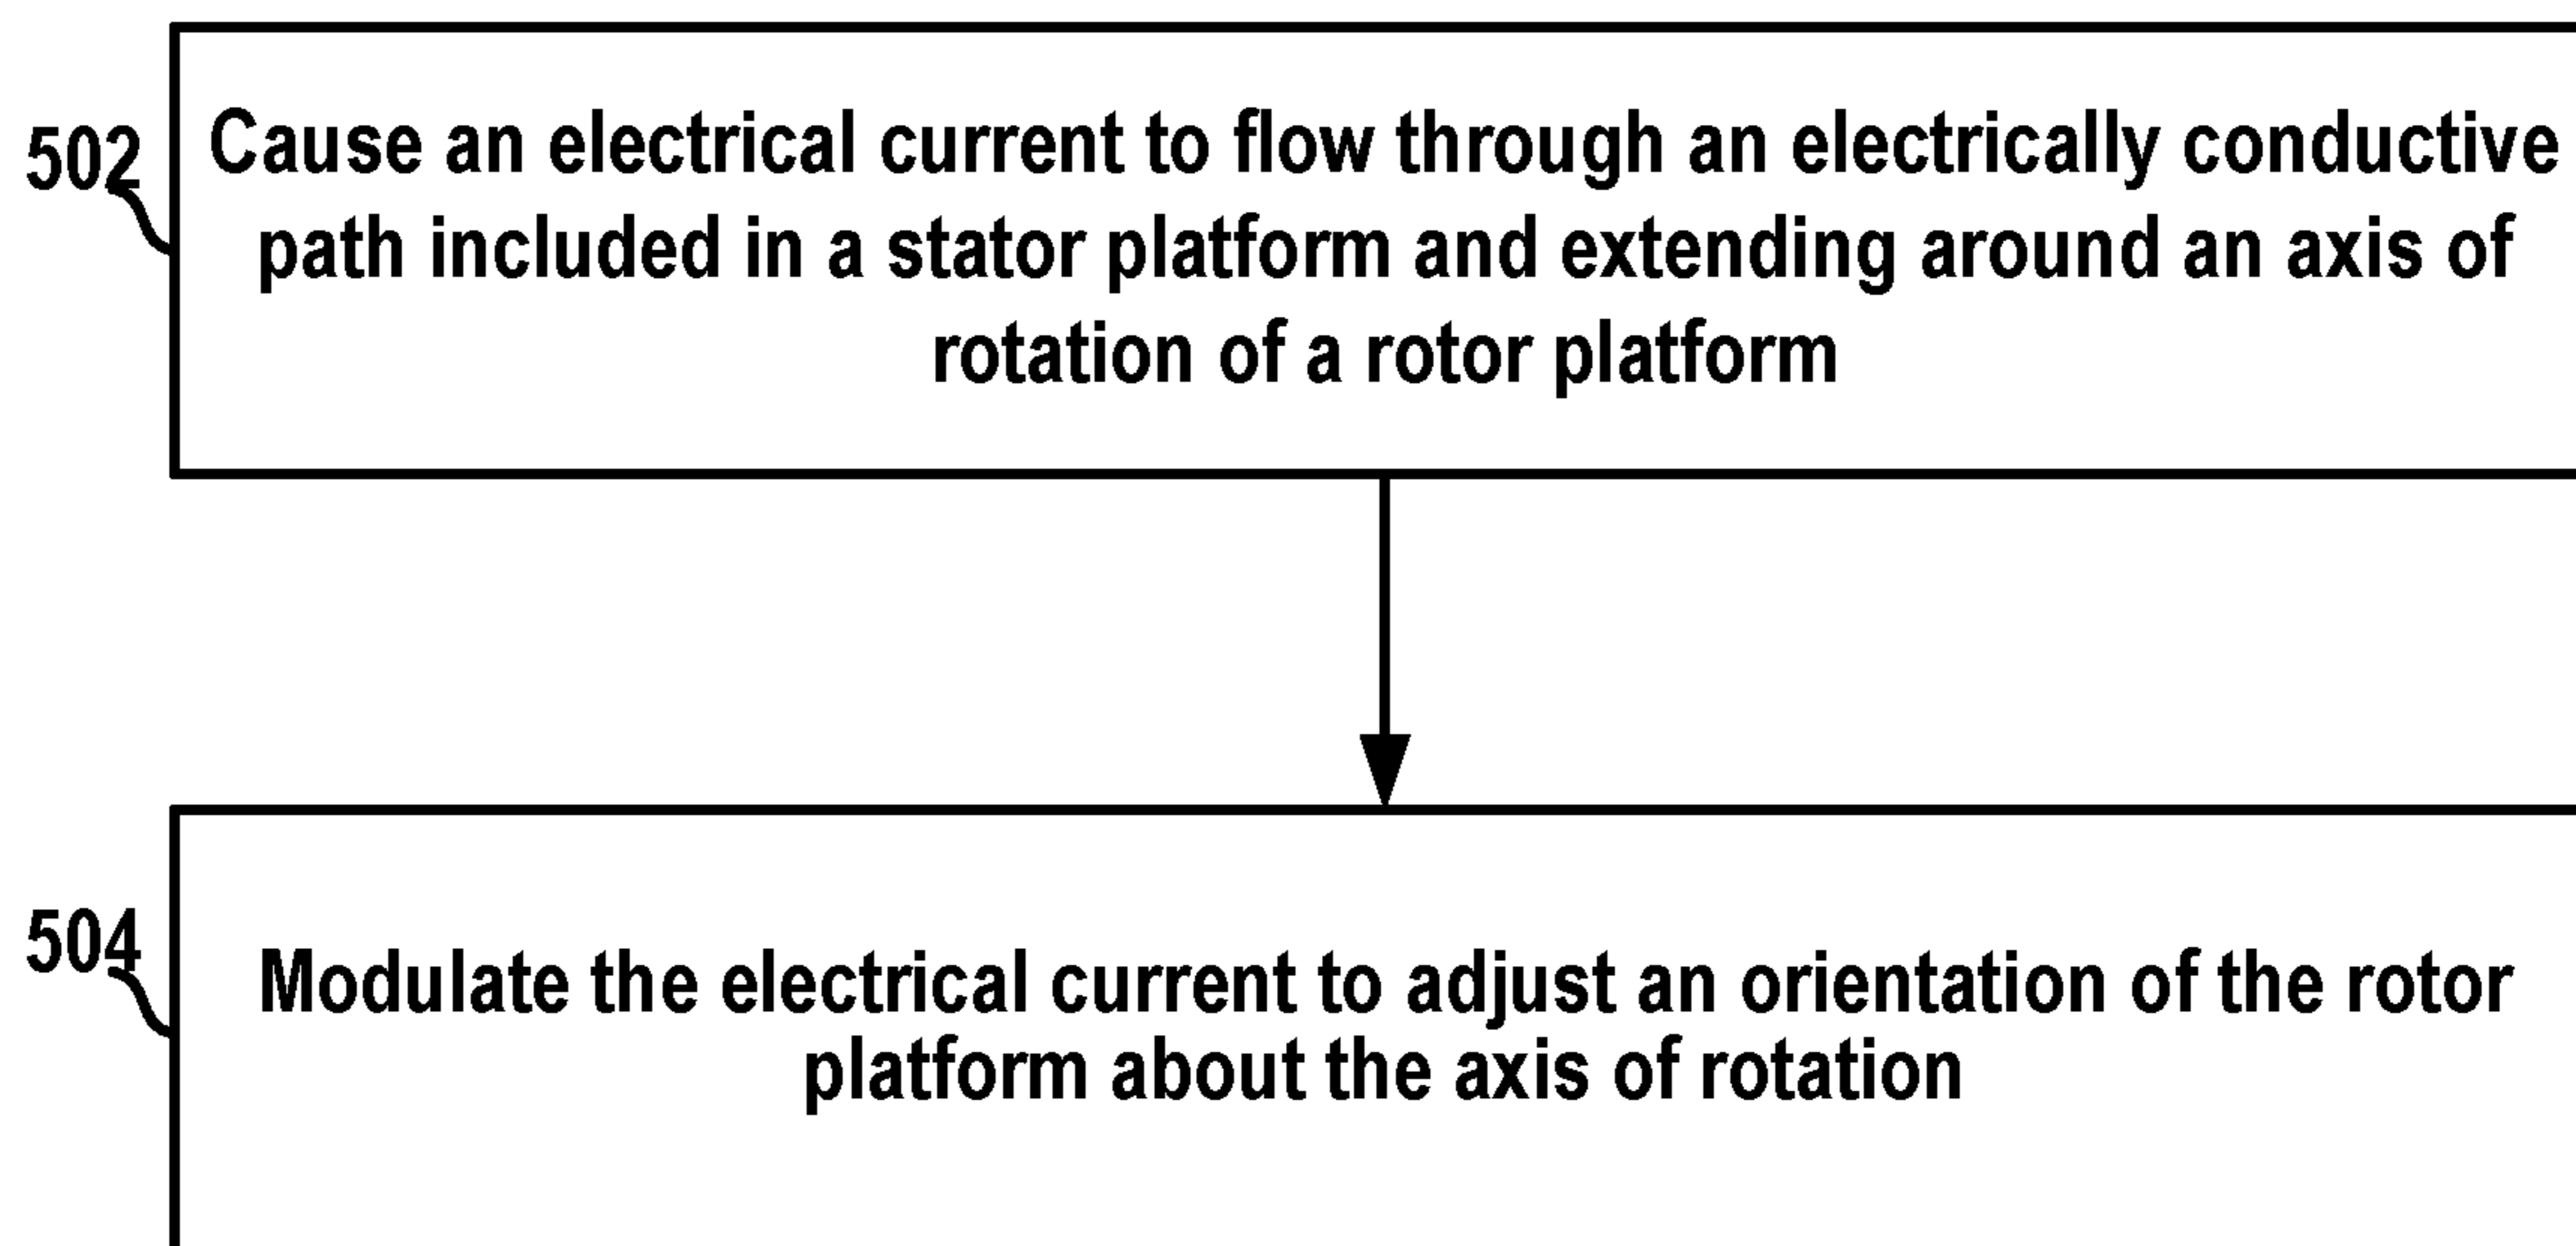 502
Cause an electrical current to flow through an electrically conductive
path included in a stator platform and extending around an axis of
rotation of a rotor platform
504
Modulate the electrical current to adjust an orientation of the rotor
platform about the axis of rotation